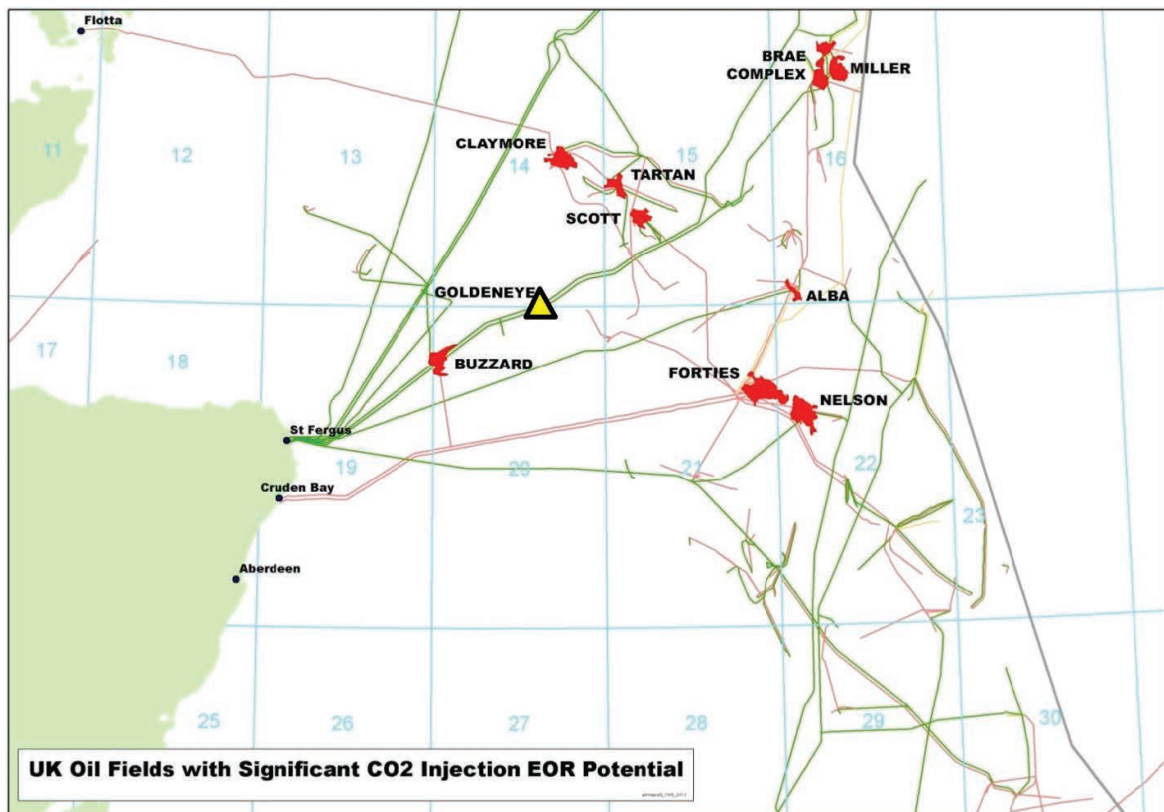 Flotta
BRAE
COMPLEX
MILLER
11
12
13
CLAYMORE
14
15
16
TARTAN
SCOTT
GOLDENEYE
ALBA
17
18
BUZZARD
FORTIES
NELSON
St Fergus
19
20
21
22
Cruden Bay
23
Aberdeen
25
26
27
28
29
30
UK Oil Fields with Significant CO2 Injection EOR Potential